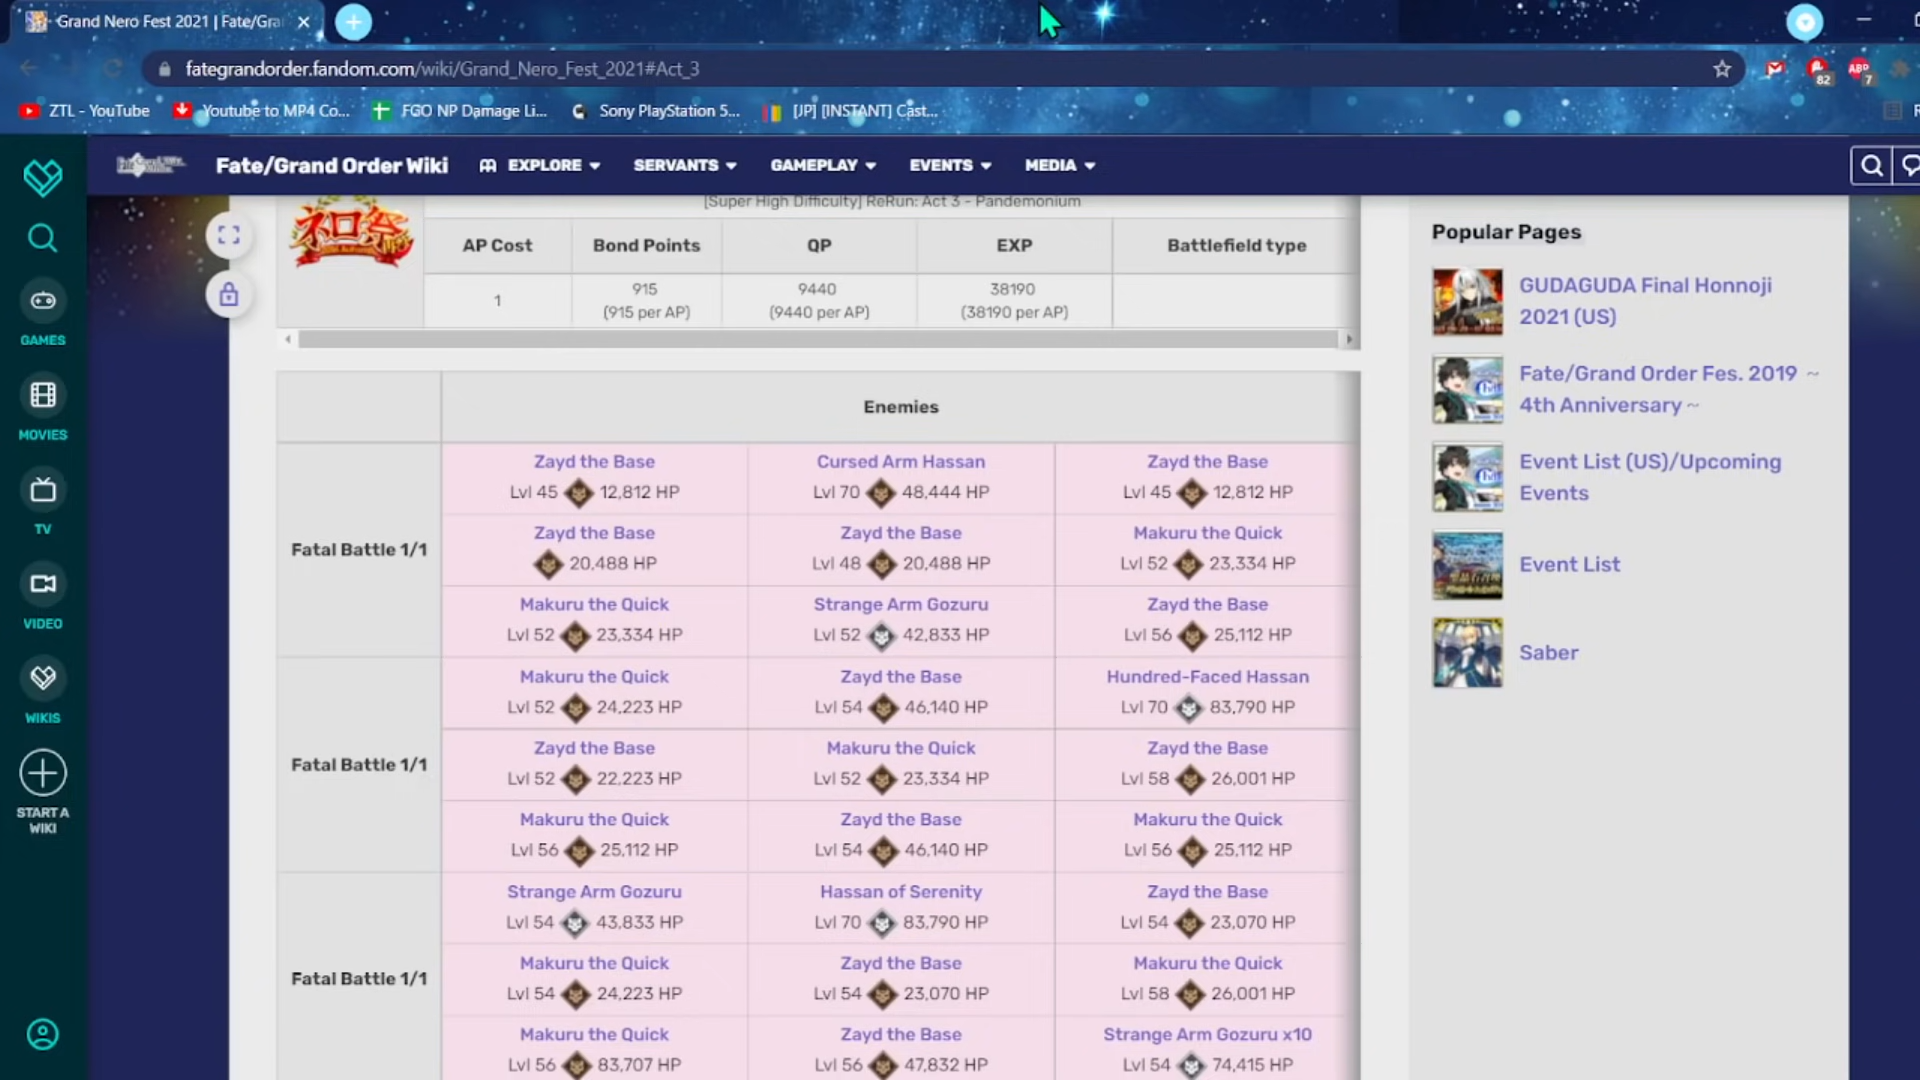 Grand Nero Fest 2021 | Fate/Gra
fategrandorder.fandom.com/wiki/Grand_Nero_Fest_2021#Act_3
82
ABP
7
ZTL - YouTube
Youtube to MP4 Co...
FGO NP Damage Li...
Sony PlayStation 5...
[JP] [INSTANT] Cast...
R
Fate/Grand Order Wiki
EXPLORE
SERVANTS
GAMEPLAY
EVENTS
MEDIA
GAMES
MOVIES
TV
VIDEO
WIKIS
START A
WIKI
ネロ祭
[Super High Difficulty] ReRun: Act 3 - Pandemonium
AP Cost Bond Points QP EXP Battlefield type
1 915 9440 38190
(915 per AP) (9440 per AP) (38190 per AP)
Enemies
Fatal Battle 1/1
Zayd the Base Cursed Arm Hassan Zayd the Base
Lvl 45 12,812 HP Lvl 70 48,444 HP Lvl 45 12,812 HP
Zayd the Base Zayd the Base Makuru the Quick
20,488 HP Lvl 48 20,488 HP Lvl 52 23,334 HP
Makuru the Quick Strange Arm Gozuru Zayd the Base
Lvl 52 23,334 HP Lvl 52 42,833 HP Lvl 56 25,112 HP
Fatal Battle 1/1
Makuru the Quick Zayd the Base Hundred-Faced Hassan
Lvl 52 24,223 HP Lvl 54 46,140 HP Lvl 70 83,790 HP
Zayd the Base Makuru the Quick Zayd the Base
Lvl 52 22,223 HP Lvl 52 23,334 HP Lvl 58 26,001 HP
Makuru the Quick Zayd the Base Makuru the Quick
Lvl 56 25,112 HP Lvl 54 46,140 HP Lvl 56 25,112 HP
Fatal Battle 1/1
Strange Arm Gozuru Hassan of Serenity Zayd the Base
Lvl 54 43,833 HP Lvl 70 83,790 HP Lvl 54 23,070 HP
Makuru the Quick Zayd the Base Makuru the Quick
Lvl 54 24,223 HP Lvl 54 23,070 HP Lvl 58 26,001 HP
Makuru the Quick Zayd the Base Strange Arm Gozuru x10
Lvl 56 83,707 HP Lvl 56 47,832 HP Lvl 54 74,415 HP
Popular Pages
GUDAGUDA Final Honnoji
2021 (US)
Fate/Grand Order Fes. 2019 ～
4th Anniversary～
Event List (US)/Upcoming
Events
Event List
Saber